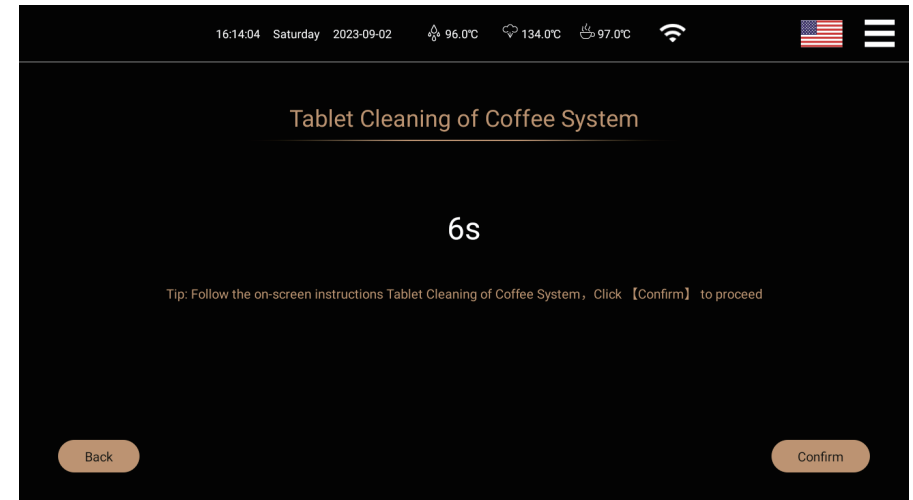 16:14:04 Saturday 2023-09-02 96.0℃ 134.0℃ 97.0℃
Tablet Cleaning of Coffee System
6s
Tip: Follow the on-screen instructions Tablet Cleaning of Coffee System，Click 【Confirm】 to proceed
Back Confirm